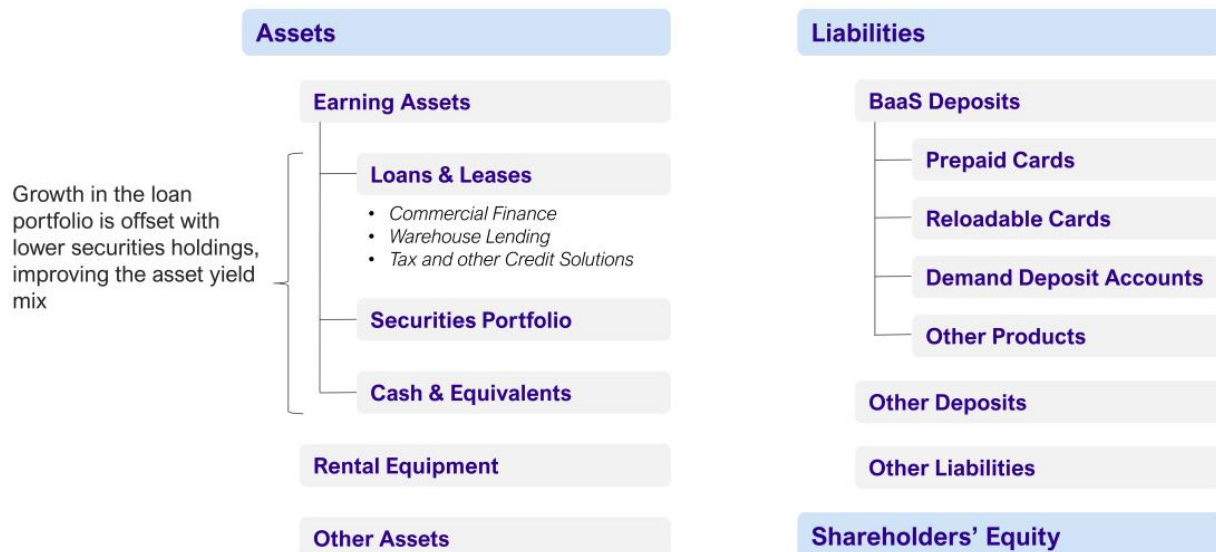 Assets
Earning Assets
Growth in the loan
portfolio is offset with
lower securities holdings,
improving the asset yield
mix
Loans & Leases
• Commercial Finance
• Warehouse Lending
• Tax and other Credit Solutions
Securities Portfolio
Cash & Equivalents
Rental Equipment
Other Assets
Liabilities
BaaS Deposits
Prepaid Cards
Reloadable Cards
Demand Deposit Accounts
Other Products
Other Deposits
Other Liabilities
Shareholders’ Equity